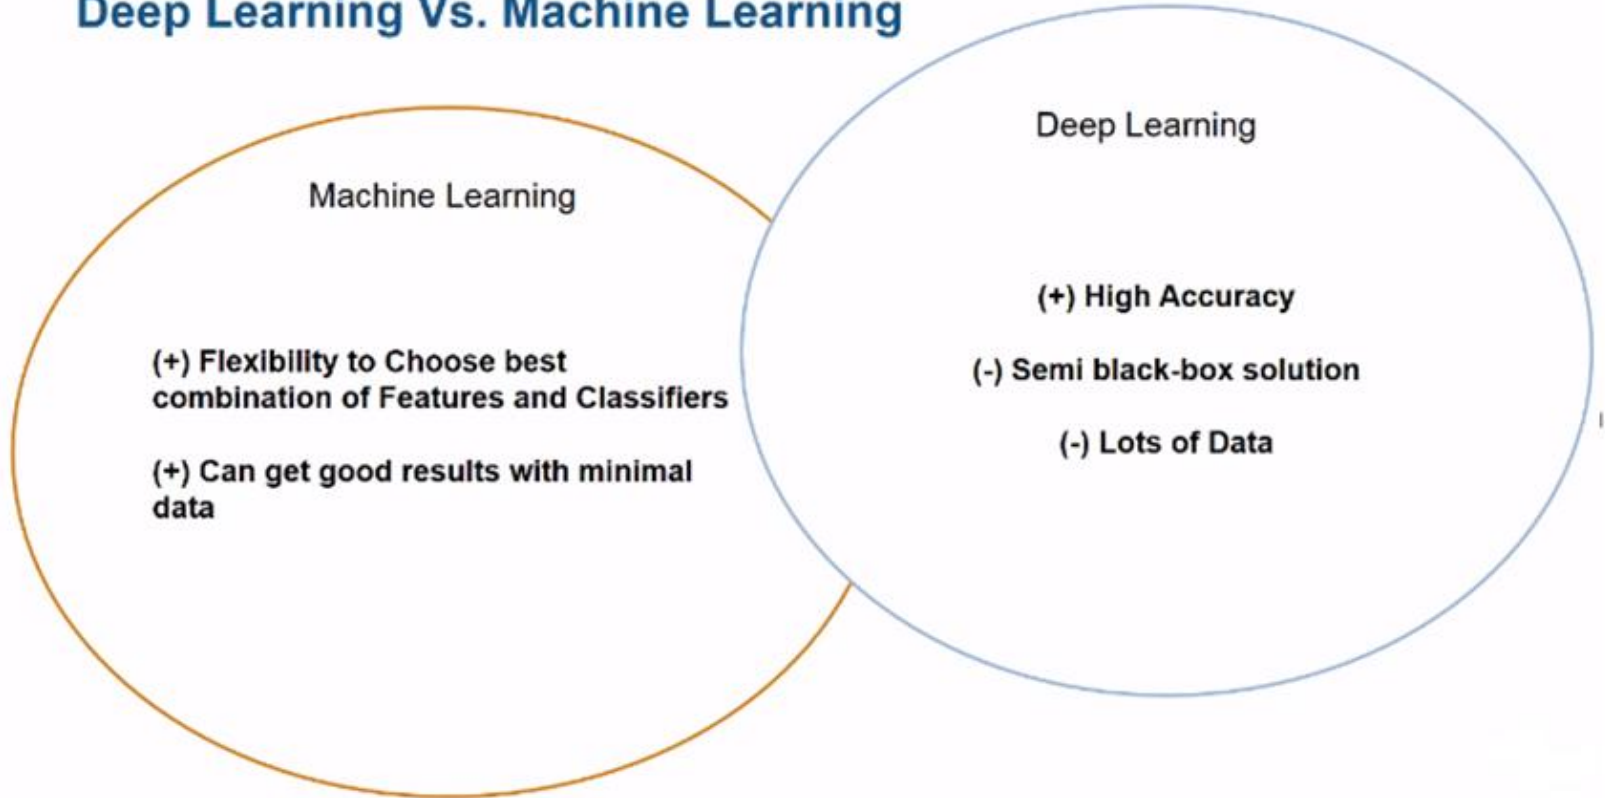 Deep Learning Vs. Machine Learning
Machine Learning
(+) Flexibility to Choose best
combination of Features and Classifiers
(+) Can get good results with minimal
data
Deep Learning
(+) High Accuracy
(-) Semi black-box solution
(-) Lots of Data